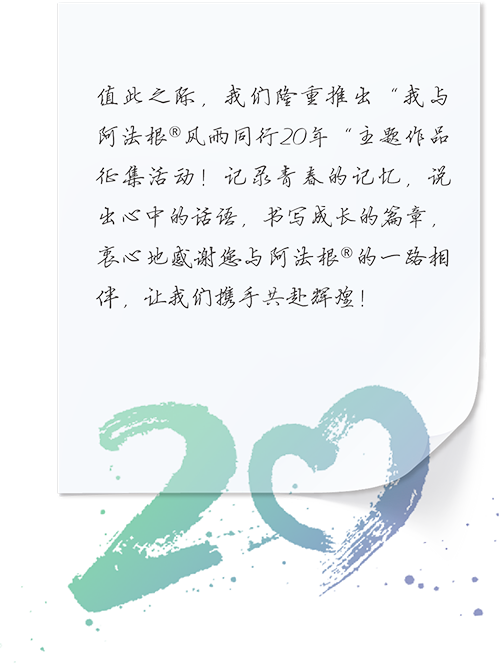 值此之际，我们隆重推出“我与
阿法根®风雨同行20年“主题作品
征集活动！记录青春的记忆，说
出心中的话语，书写成长的篇章，
衷心地感谢您与阿法根®的一路相
伴，让我们携手共赴辉煌！
20